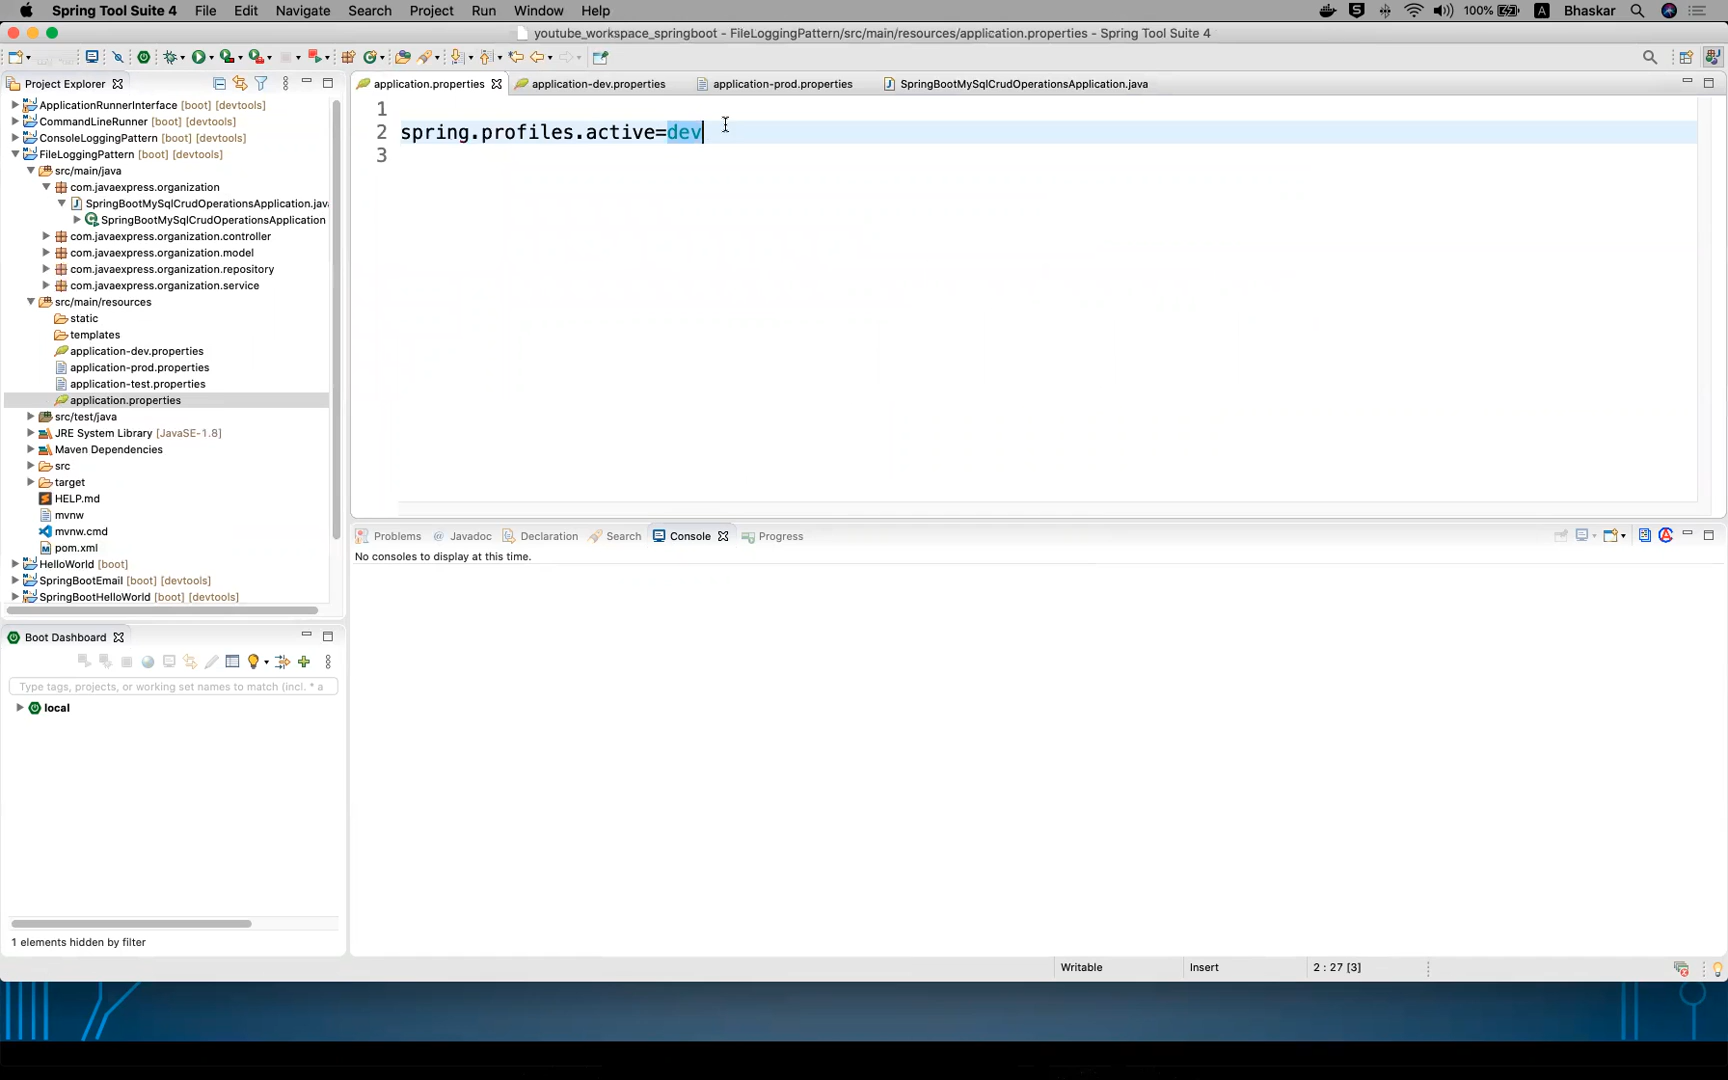 Spring Tool Suite 4 File Edit Navigate Search Project Run Window Help 100% A Bhaskar
youtube_workspace_springboot - FileLoggingPattern/src/main/resources/application.properties - Spring Tool Suite 4
Project Explorer
application.properties application-dev.properties application-prod.properties SpringBootMySqlCrudOperationsApplication.java
ApplicationRunnerInterface [boot] [devtools]
CommandLineRunner [boot] [devtools]
ConsoleLoggingPattern [boot] [devtools]
FileLoggingPattern [boot] [devtools]
src/main/java
com.javaexpress.organization
SpringBootMySqlCrudOperationsApplication.java
SpringBootMySqlCrudOperationsApplication
com.javaexpress.organization.controller
com.javaexpress.organization.model
com.javaexpress.organization.repository
com.javaexpress.organization.service
src/main/resources
static
templates
application-dev.properties
application-prod.properties
application-test.properties
application.properties
src/test/java
JRE System Library [JavaSE-1.8]
Maven Dependencies
src
target
HELP.md
mvnw
mvnw.cmd
pom.xml
HelloWorld [boot]
SpringBootEmail [boot] [devtools]
SpringBootHelloWorld [boot] [devtools]
1
2 spring.profiles.active=dev
3
Problems @ Javadoc Declaration Search Console Progress
No consoles to display at this time.
Boot Dashboard
Type tags, projects, or working set names to match (incl. * a
local
1 elements hidden by filter
Writable Insert 2 : 27 [3]